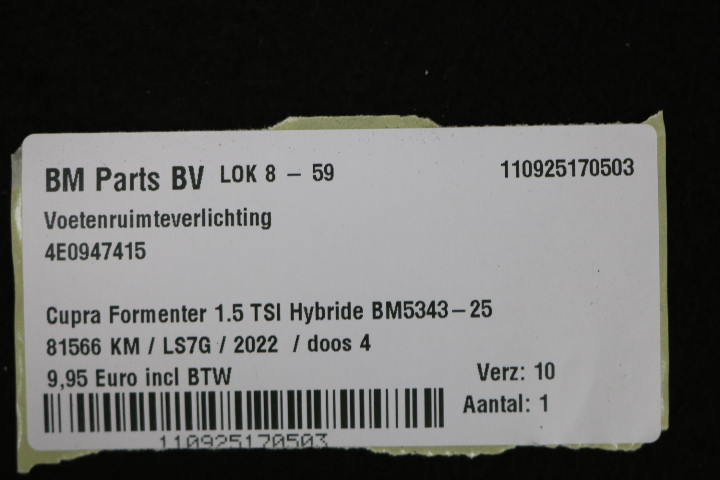 BM Parts BV LOK 8 - 59 110925170503
Voetenruimteverlichting
4E0947415
Cupra Formenter 1.5 TSI Hybride BM5343-25
81566 KM / LS7G / 2022 / doos 4
9,95 Euro incl BTW Verz: 10
Aantal: 1
110925170503